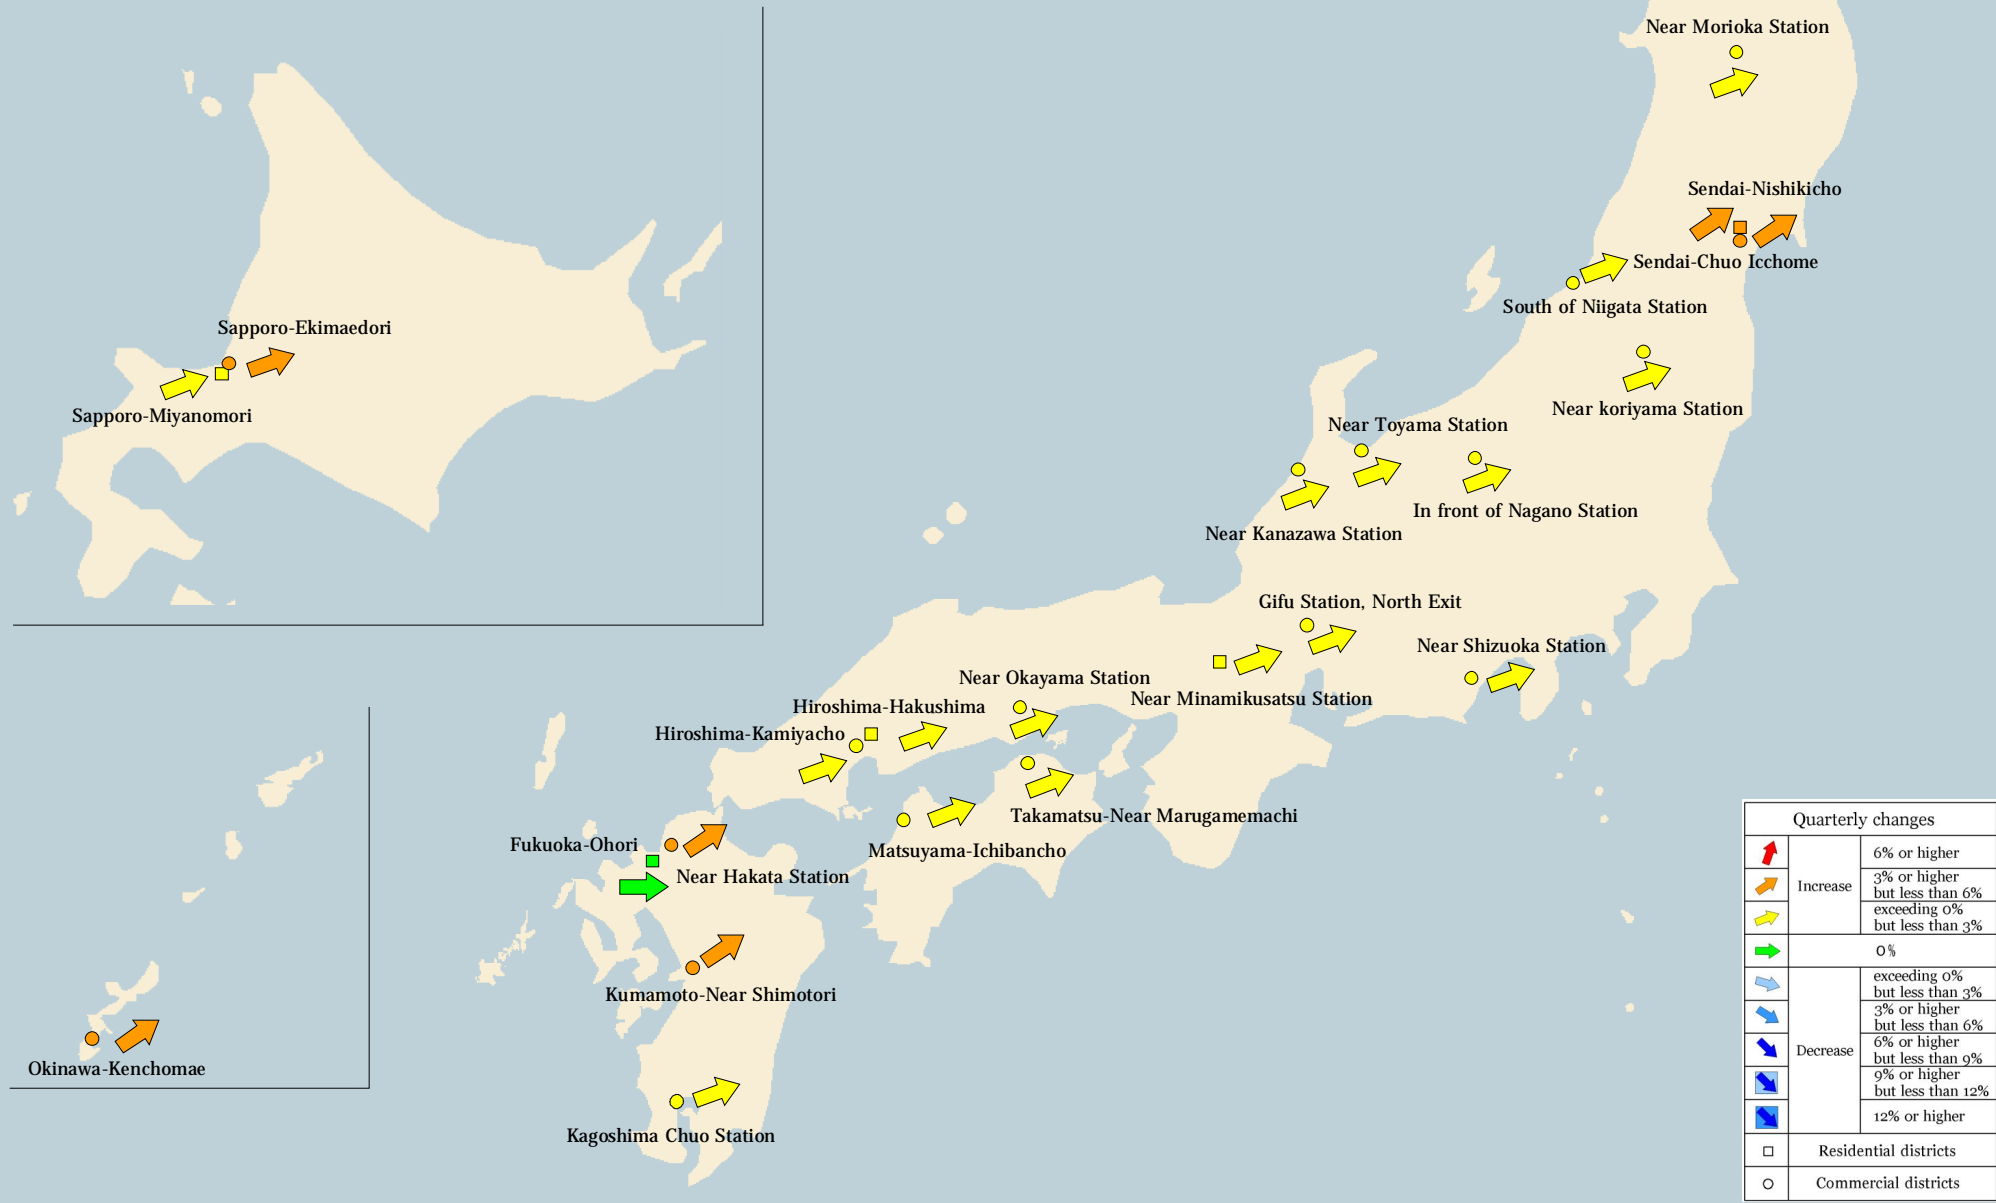 Near Morioka Station
Sendai-Nishikicho
Sendai-Chuo Icchome
South of Niigata Station
Sapporo-Ekimaedori
Near koriyama Station
Sapporo-Miyanomori
Near Toyama Station
In front of Nagano Station
Near Kanazawa Station
Gifu Station, North Exit
Near Shizuoka Station
Near Okayama Station
Near Minamikusatsu Station
Hiroshima-Hakushima
Hiroshima-Kamiyacho
Takamatsu-Near Marugamemachi
Fukuoka-Ohori
Matsuyama-Ichibancho
Near Hakata Station
Kumamoto-Near Shimotori
Okinawa-Kenchomae
Kagoshima Chuo Station
Quarterly changes
Increase
6% or higher
3% or higher
but less than 6%
exceeding 0%
but less than 3%
0%
Decrease
exceeding 0%
but less than 3%
3% or higher
but less than 6%
6% or higher
but less than 9%
9% or higher
but less than 12%
12% or higher
Residential districts
Commercial districts